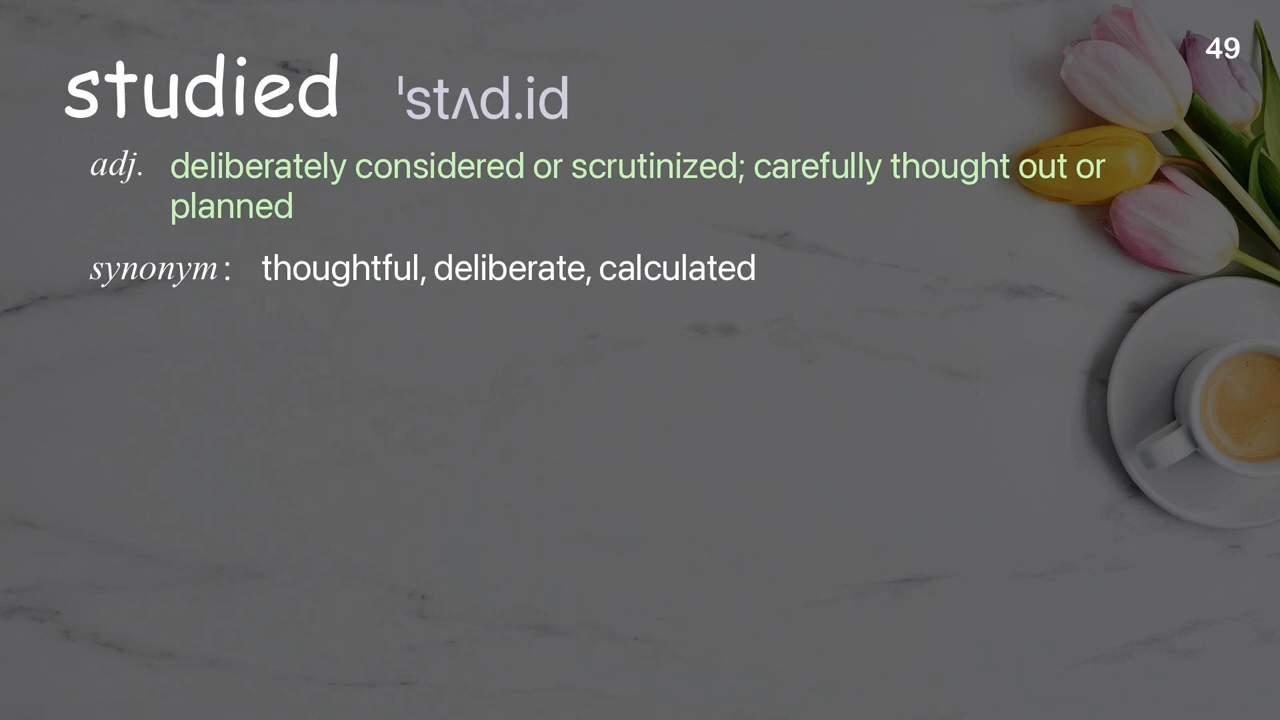 49
studied ˈstʌd.id
adj. deliberately considered or scrutinized; carefully thought out or
planned
synonym: thoughtful, deliberate, calculated